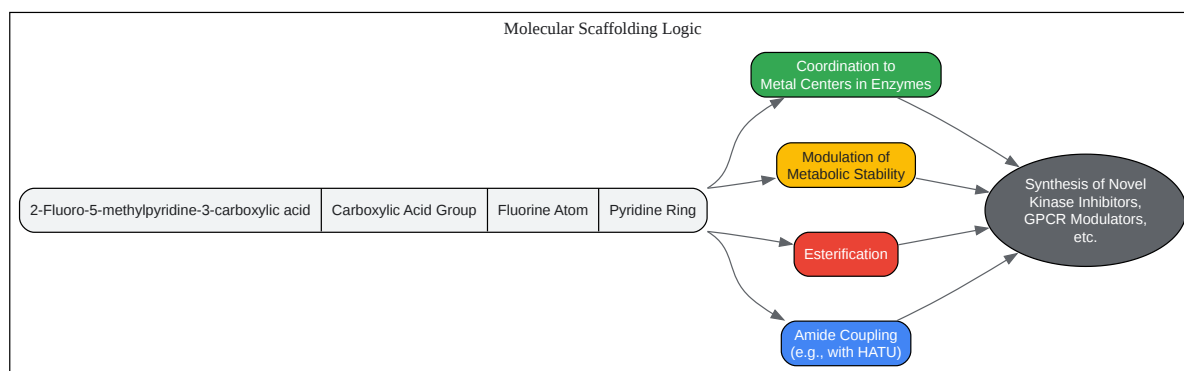 Molecular Scaffolding Logic
Coordination to
Metal Centers in Enzymes
Modulation of
Metabolic Stability
2-Fluoro-5-methylpyridine-3-carboxylic acid
Carboxylic Acid Group
Fluorine Atom
Pyridine Ring
Synthesis of Novel
Kinase Inhibitors,
GPCR Modulators,
etc.
Esterification
Amide Coupling
(e.g., with HATU)